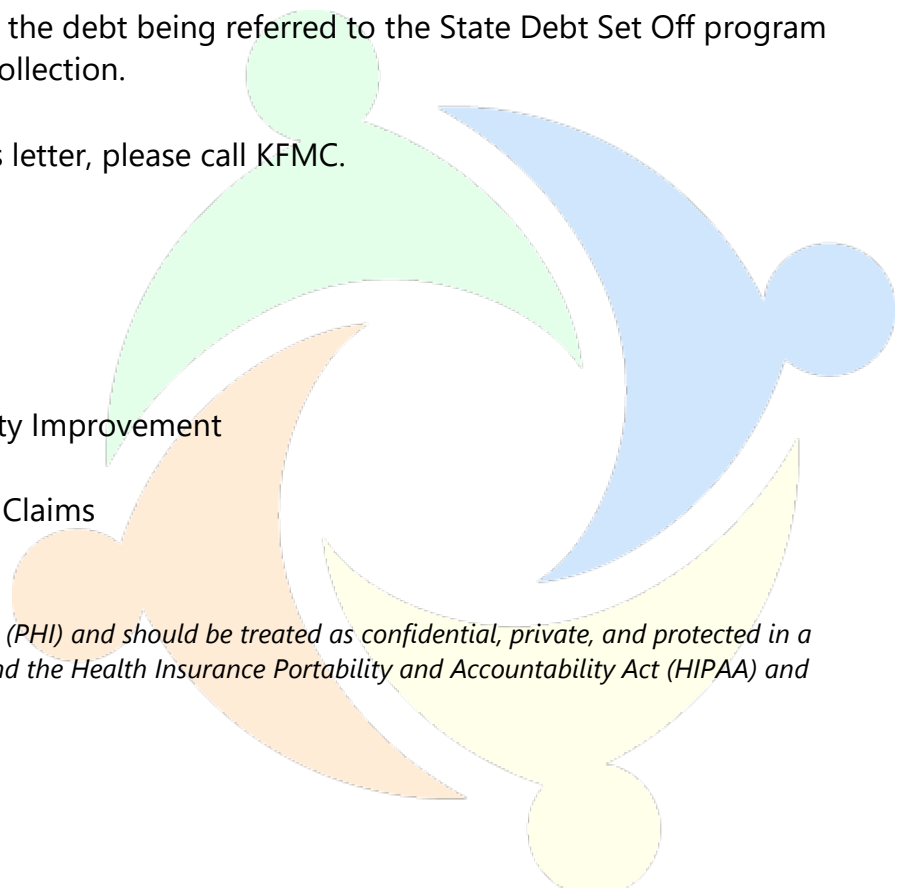 the debt being referred to the State Debt Set Off program
ollection.
s letter, please call KFMC.
ty Improvement
Claims
(PHI) and should be treated as confidential, private, and protected in a
nd the Health Insurance Portability and Accountability Act (HIPAA) and